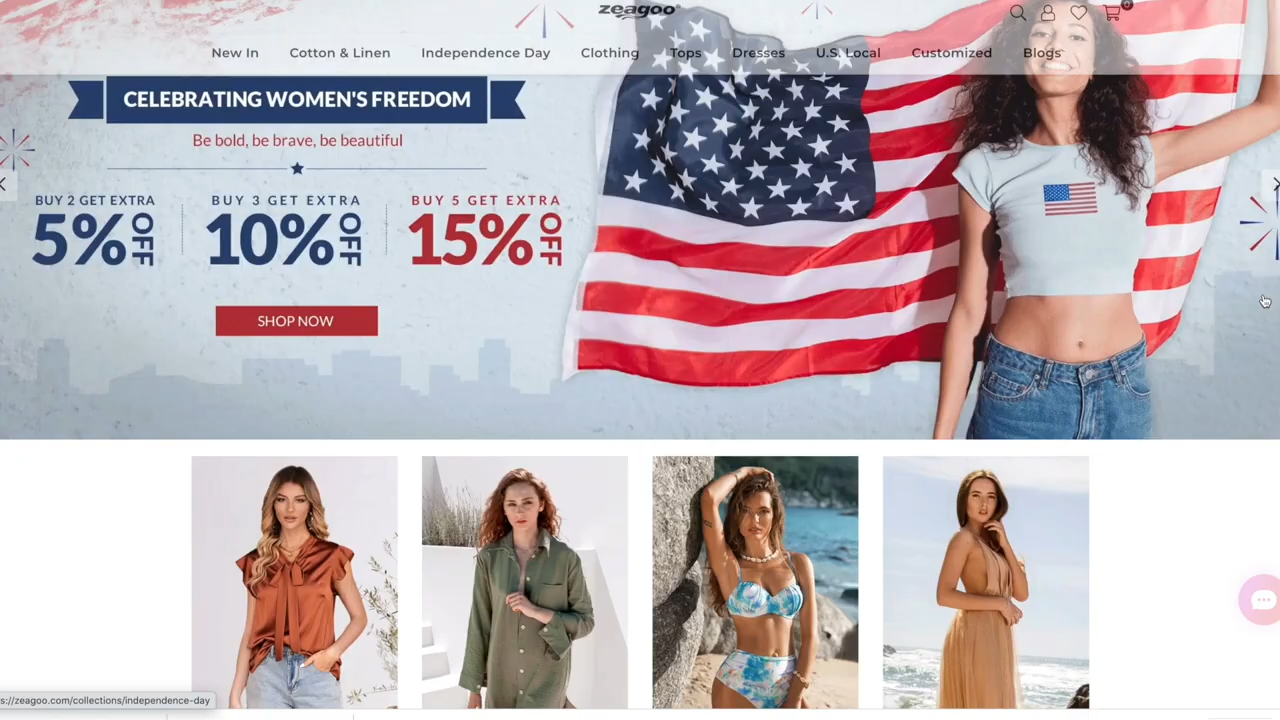 zeagoo
0
New In Cotton & Linen Independence Day Clothing Tops Dresses U.S. Local Customized Blogs
CELEBRATING WOMEN'S FREEDOM
Be bold, be brave, be beautiful
BUY 2 GET EXTRA
5% OFF
BUY 3 GET EXTRA
10% OFF
BUY 5 GET EXTRA
15% OFF
SHOP NOW
s://zeagoo.com/collections/independence-day